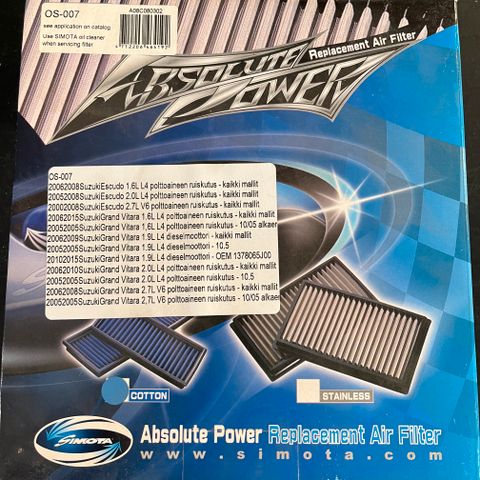 OS-007
A08C080302
see application on catalog
Use SIMOTA oil cleaner
when servicing filter
ABSOLUTE
POWER
Replacement Air Filter
OS-007
20062008SuzukiEscudo 1.6L L4 polttoaineen ruiskutus - kaikki mallit
20052008SuzukiEscudo 2.0L L4 polttoaineen ruiskutus - kaikki mallit
20002008SuzukiEscudo 2.7L V6 polttoaineen ruiskutus - kaikki mallit
20062015SuzukiGrand Vitara 1.6L L4 polttoaineen ruiskutus - kaikki mallit
20052005SuzukiGrand Vitara 1.6L L4 polttoaineen ruiskutus - 10/05 alkaen
20062009SuzukiGrand Vitara 1.9L L4 dieselmoottori - kaikki mallit
20052005SuzukiGrand Vitara 1.9L L4 dieselmoottori - 10.5
20102015SuzukiGrand Vitara 1.9L L4 dieselmoottori - OEM 1378065J00
20062010SuzukiGrand Vitara 2.0L L4 polttoaineen ruiskutus - kaikki mallit
20052005SuzukiGrand Vitara 2.0L L4 polttoaineen ruiskutus - 10.5
20062008SuzukiGrand Vitara 2.7L V6 polttoaineen ruiskutus - kaikki mallit
20052005SuzukiGrand Vitara 2,7L V6 polttoaineen ruiskutus - 10/05 alkaen
COTTON
STAINLESS
SIMOTA
Absolute Power Replacement Air Filter
www.simota.com